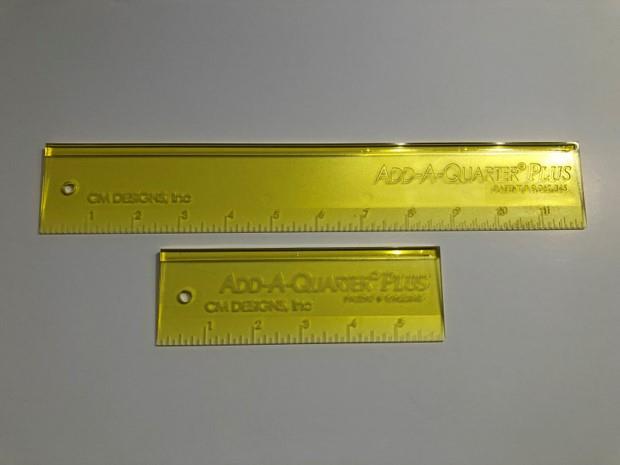 ADD-A-QUARTER® PLUS
CM DESIGNS, Inc
1 2 3 4 5 6 7 8 9 10 11
ADD-A-QUARTER® PLUS
CM DESIGNS, Inc
1 2 3 4 5